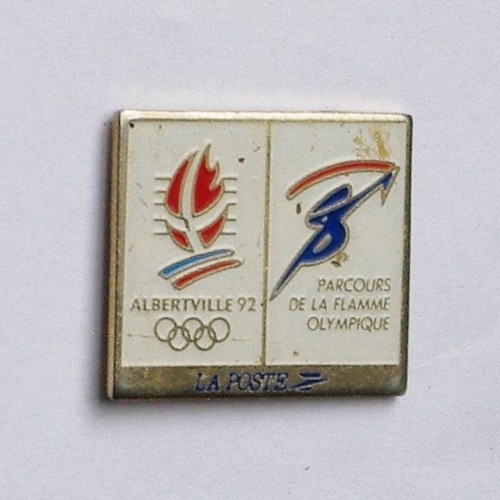 ALBERTVILLE 92
PARCOURS
DE LA FLAMME
OLYMPIQUE
LA POSTE